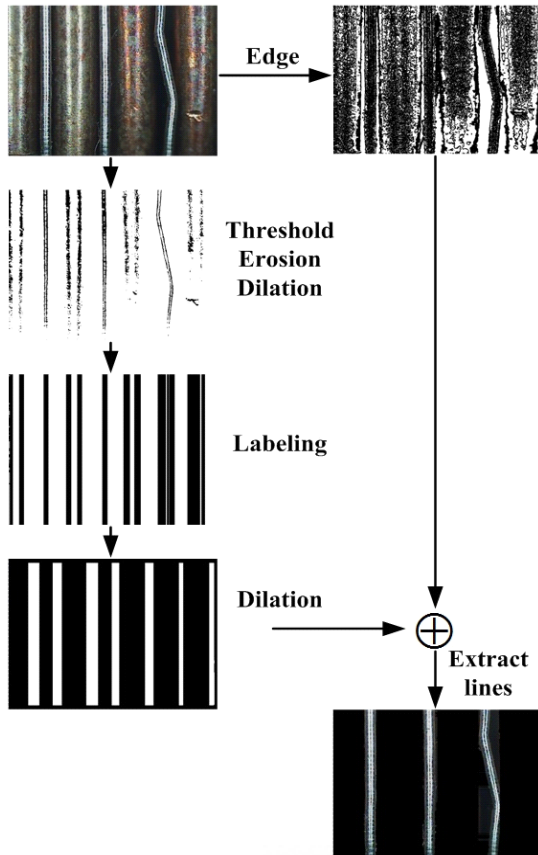 Edge
Threshold
Erosion
Dilation
Labeling
Dilation
Extract
lines